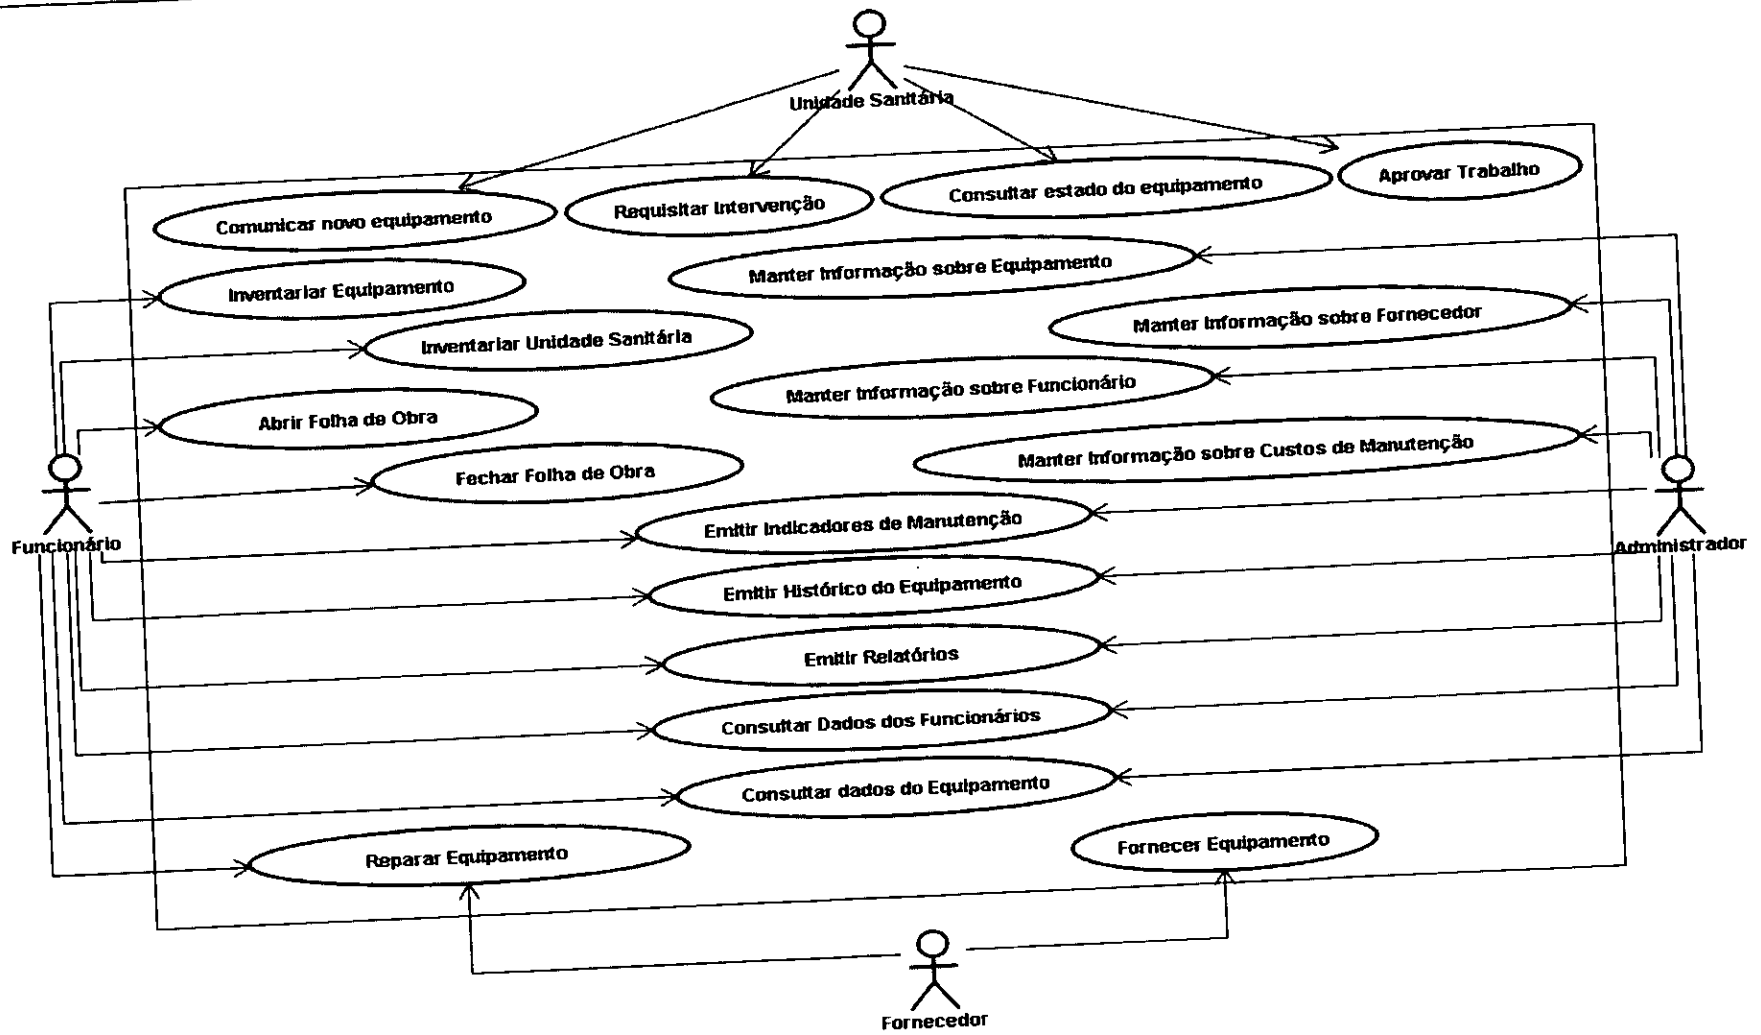 Unidade Sanitária
Comunicar novo equipamento
Requisitar Intervenção
Consultar estado do equipamento
Aprovar Trabalho
Inventariar Equipamento
Manter Informação sobre Equipamento
Inventariar Unidade Sanitária
Manter Informação sobre Fornecedor
Abrir Folha de Obra
Manter Informação sobre Funcionário
Fechar Folha de Obra
Manter Informação sobre Custos de Manutenção
Emitir Indicadores de Manutenção
Funcionário
Administrador
Emitir Histórico do Equipamento
Emitir Relatórios
Consultar Dados dos Funcionários
Consultar dados do Equipamento
Reparar Equipamento
Fornecer Equipamento
Fornecedor